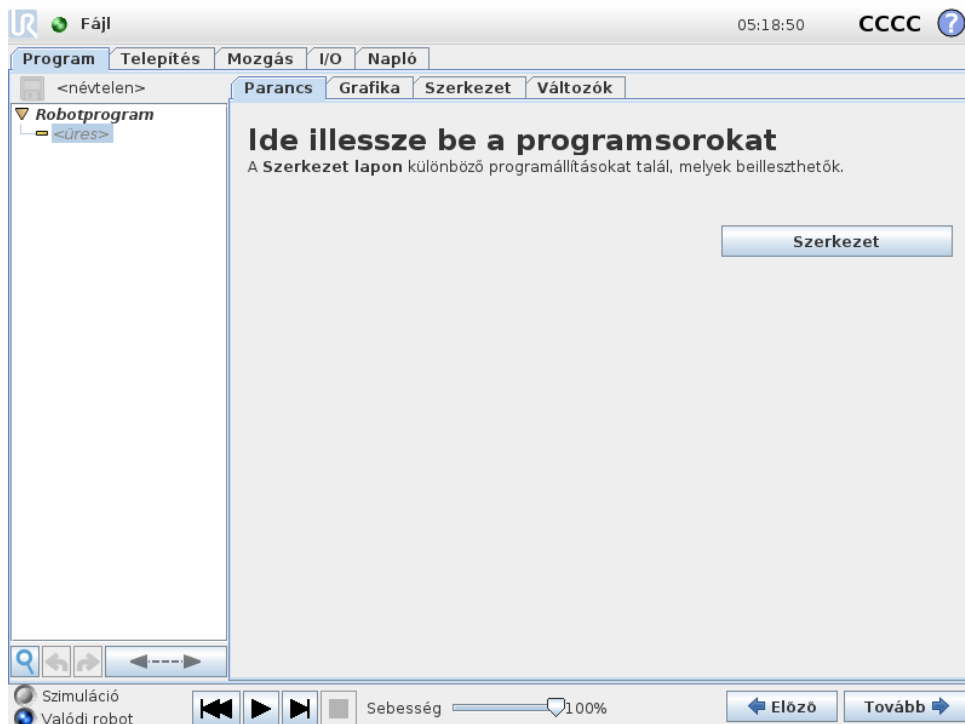 UR Fájl 05:18:50 CCCC ?
Program Telepítés Mozgás I/O Napló
<névtelen>
Parancs Grafika Szerkezet Változók
Robotprogram
<üres>
Ide illessze be a programsorokat
A Szerkezet lapon különböző programállításokat talál, melyek beilleszthetők.
Szerkezet
Szimuláció
Valódi robot
Sebesség 100%
Előző Tovább